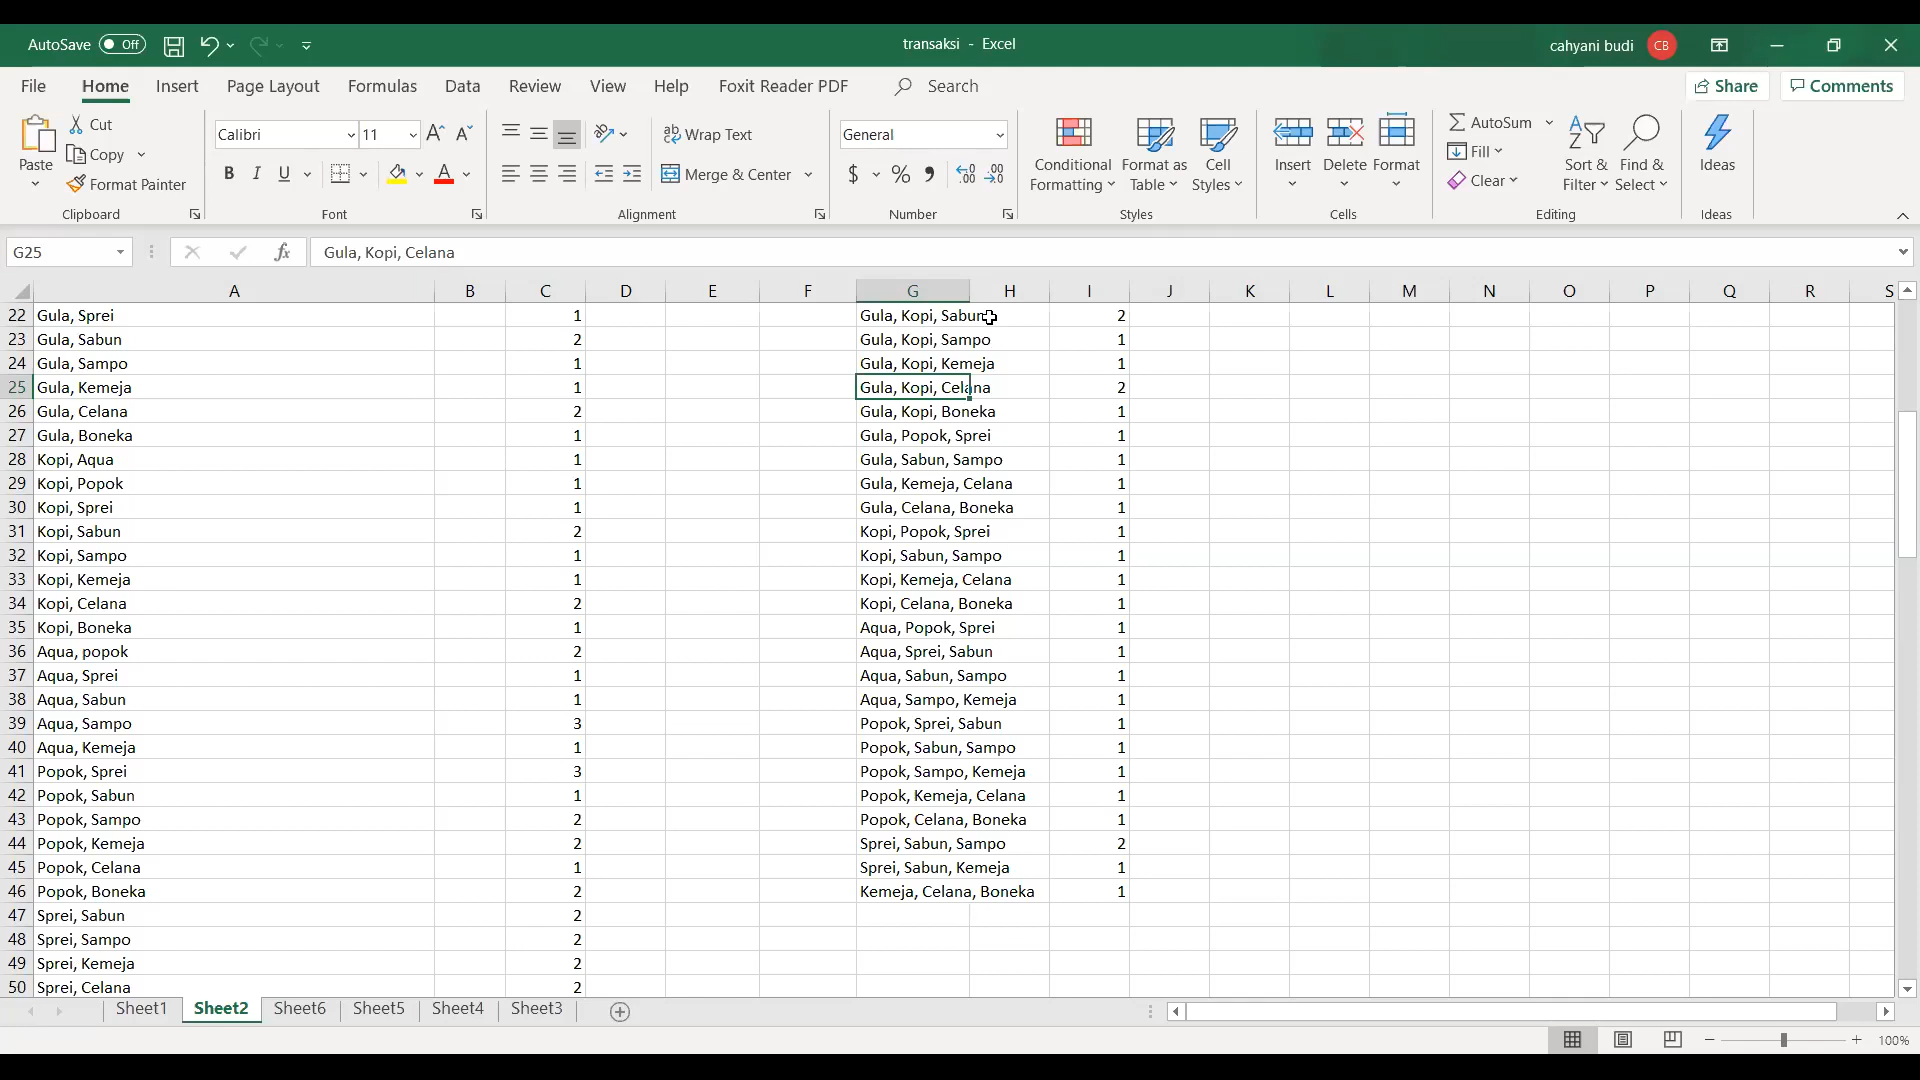 AutoSave Off
transaksi - Excel
cahyani budi CB
File Home Insert Page Layout Formulas Data Review View Help Foxit Reader PDF Search Share Comments
Paste
Cut
Copy
Format Painter
Clipboard
Calibri 11
B I U
Font
Wrap Text
Merge & Center
Alignment
General
$ % 9
Number
Conditional Formatting
Format as Table
Cell Styles
Styles
Insert Delete Format
Cells
AutoSum
Fill
Clear
Sort & Filter
Find & Select
Editing
Ideas
Ideas
G25 fx Gula, Kopi, Celana
A B C D E F G H I J K L M N O P Q R S
22 Gula, Sprei 1 Gula, Kopi, Sabun 2
23 Gula, Sabun 2 Gula, Kopi, Sampo 1
24 Gula, Sampo 1 Gula, Kopi, Kemeja 1
25 Gula, Kemeja 1 Gula, Kopi, Celana 2
26 Gula, Celana 2 Gula, Kopi, Boneka 1
27 Gula, Boneka 1 Gula, Popok, Sprei 1
28 Kopi, Aqua 1 Gula, Sabun, Sampo 1
29 Kopi, Popok 1 Gula, Kemeja, Celana 1
30 Kopi, Sprei 1 Gula, Celana, Boneka 1
31 Kopi, Sabun 2 Kopi, Popok, Sprei 1
32 Kopi, Sampo 1 Kopi, Sabun, Sampo 1
33 Kopi, Kemeja 1 Kopi, Kemeja, Celana 1
34 Kopi, Celana 2 Kopi, Celana, Boneka 1
35 Kopi, Boneka 1 Aqua, Popok, Sprei 1
36 Aqua, popok 2 Aqua, Sprei, Sabun 1
37 Aqua, Sprei 1 Aqua, Sabun, Sampo 1
38 Aqua, Sabun 1 Aqua, Sampo, Kemeja 1
39 Aqua, Sampo 3 Popok, Sprei, Sabun 1
40 Aqua, Kemeja 1 Popok, Sabun, Sampo 1
41 Popok, Sprei 3 Popok, Sampo, Kemeja 1
42 Popok, Sabun 1 Popok, Kemeja, Celana 1
43 Popok, Sampo 2 Popok, Celana, Boneka 1
44 Popok, Kemeja 2 Sprei, Sabun, Sampo 2
45 Popok, Celana 1 Sprei, Sabun, Kemeja 1
46 Popok, Boneka 2 Kemeja, Celana, Boneka 1
47 Sprei, Sabun 2
48 Sprei, Sampo 2
49 Sprei, Kemeja 2
50 Sprei, Celana 2
Sheet1 Sheet2 Sheet6 Sheet5 Sheet4 Sheet3
100%